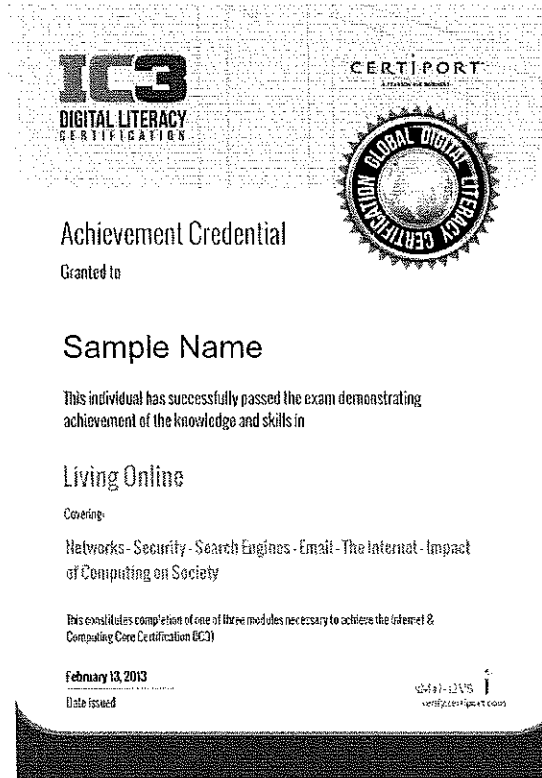 IC3
DIGITAL LITERACY
CERTIFICATION
CERTIPORT
GLOBAL DIGITAL LITERACY CERTIFICATION
Achievement Credential
Granted to
Sample Name
This individual has successfully passed the exam demonstrating
achievement of the knowledge and skills in
Living Online
Covering:
Networks - Security - Search Engines - Email - The Internet - Impact
of Computing on Society
This constitutes completion of one of three modules necessary to achieve the Internet &
Computing Core Certification (IC3)
February 13, 2013
Date issued
verify.certiport.com